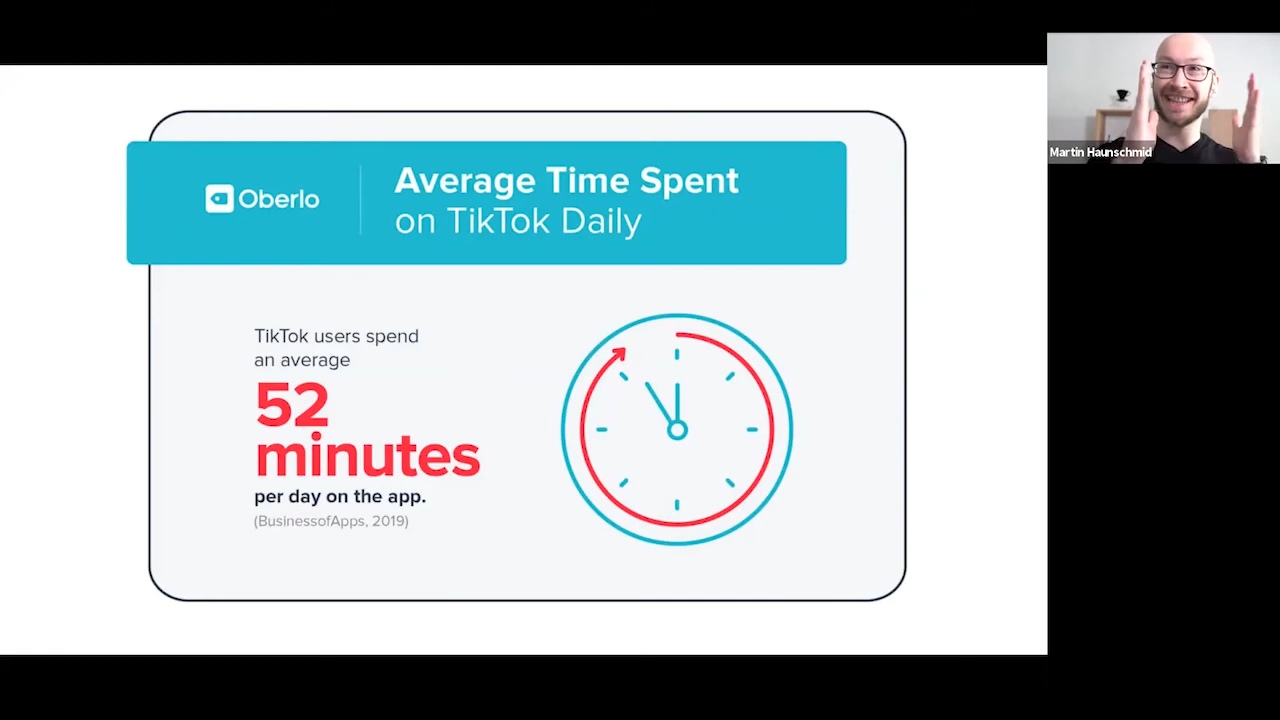 Oberlo
Average Time Spent
on TikTok Daily
TikTok users spend
an average
52
minutes
per day on the app.
(BusinessofApps, 2019)
Martin Haunschmid